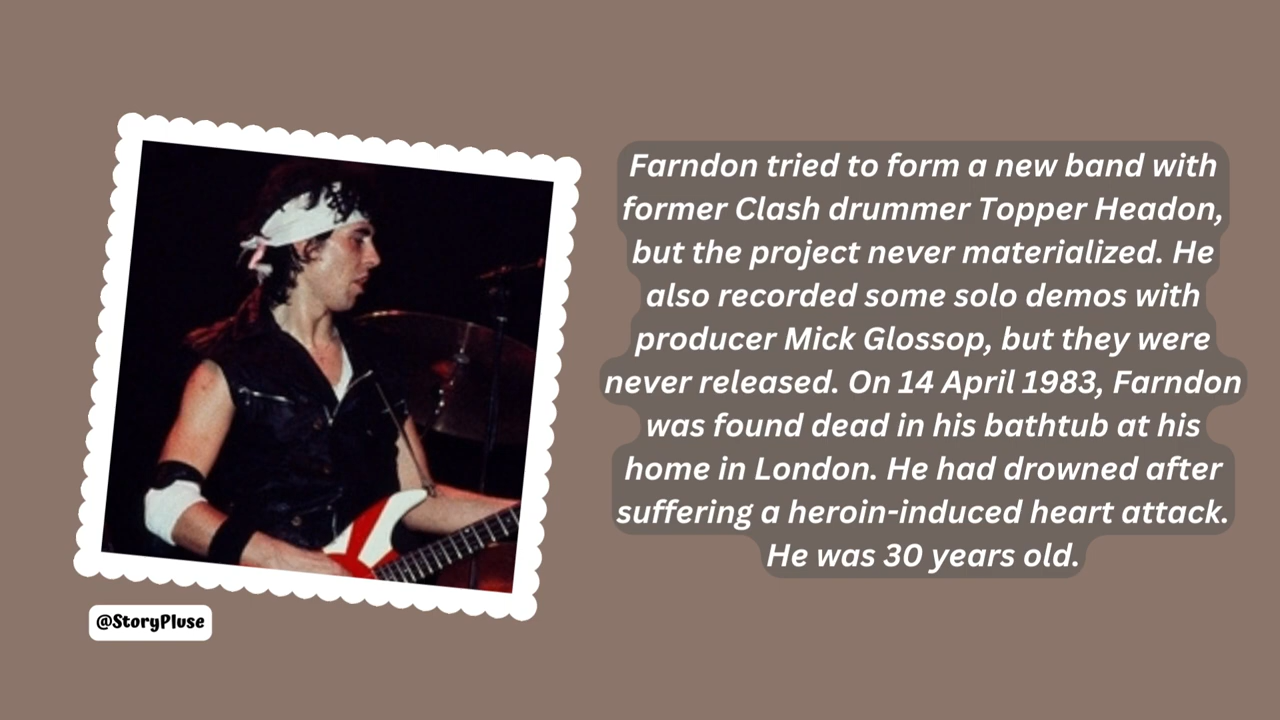 Farndon tried to form a new band with
former Clash drummer Topper Headon,
but the project never materialized. He
also recorded some solo demos with
producer Mick Glossop, but they were
never released. On 14 April 1983, Farndon
was found dead in his bathtub at his
home in London. He had drowned after
suffering a heroin-induced heart attack.
He was 30 years old.
@StoryPluse